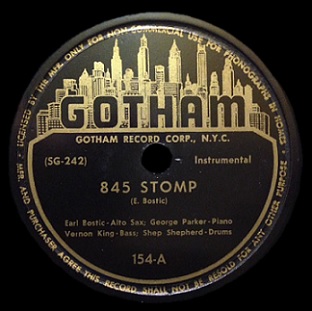 LICENSED BY THE MFR. ONLY FOR NON COMMERCIAL USE FOR PHONOGRAPHS IN HOMES
GOTHAM
GOTHAM RECORD CORP., N.Y.C.
(SG-242)
Instrumental
845 STOMP
(E. Bostic)
Earl Bostic-Alto Sax; George Parker-Piano
Vernon King-Bass; Shep Shepherd-Drums
154-A
MFR. AND PURCHASER AGREE THIS RECORD SHALL NOT BE RESOLD FOR ANY OTHER PURPOSE